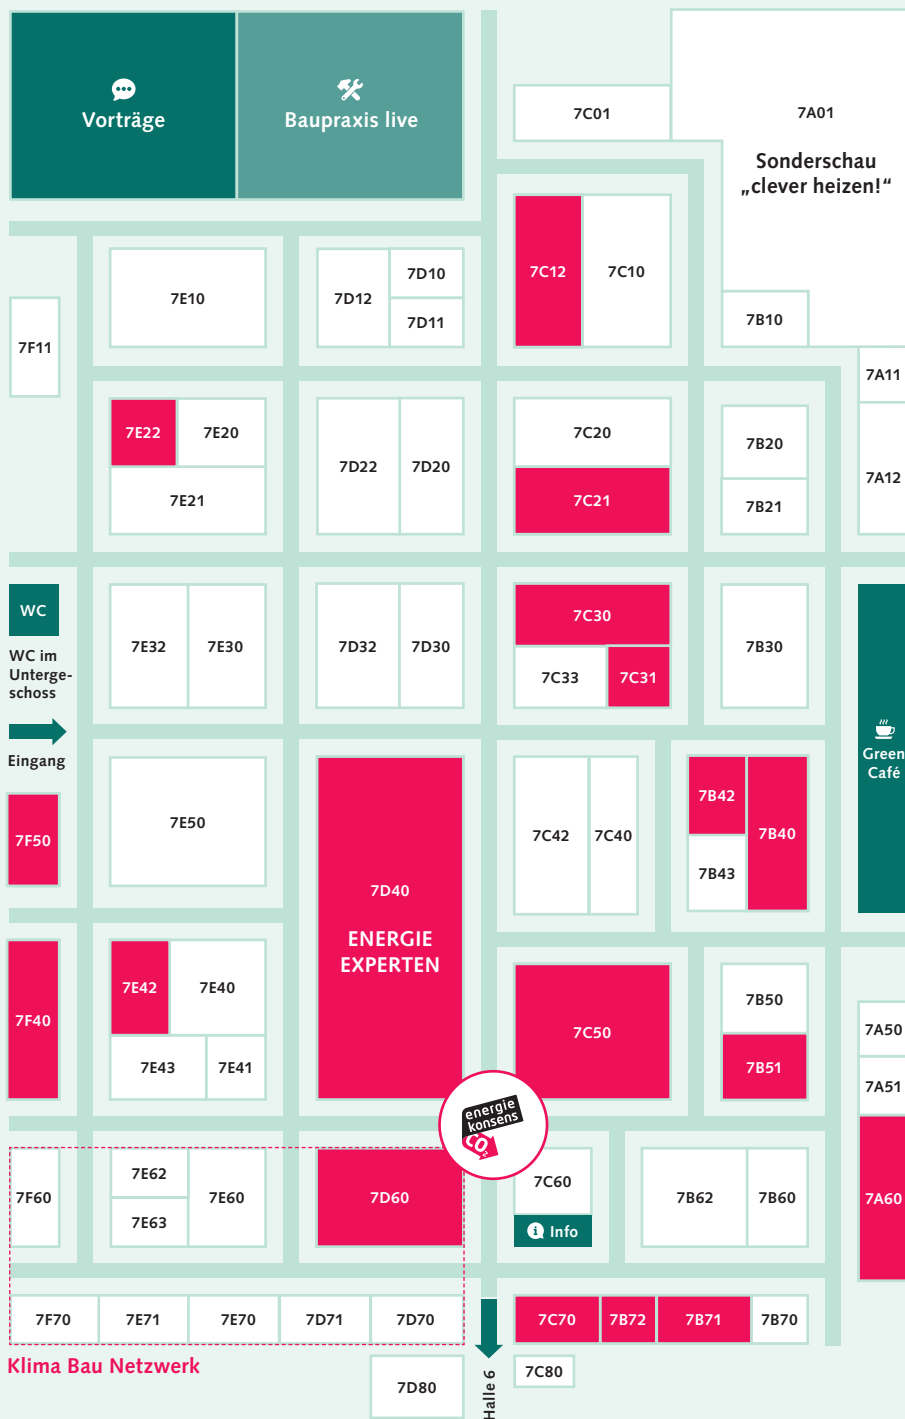 Vorträge
Baupraxis live
7C01
7A01
Sonderschau
„clever heizen!“
7C12
7C10
7E10
7D12
7D10
7D11
7B10
7F11
7A11
7E22
7E20
7E21
7D22
7D20
7C20
7C21
7B20
7B21
7A12
WC
WC im
Unterge-
schoss
Eingang
7E32
7E30
7D32
7D30
7C30
7C33
7C31
7B30
Green
Café
7F50
7E50
7D40
ENERGIE
EXPERTEN
7C42
7C40
7B42
7B40
7B43
7F40
7E42
7E40
7E43
7E41
7C50
7B50
7B51
7A50
7A51
energie
konsens
CO2
7F60
7E62
7E63
7E60
7D60
7C60
Info
7B62
7B60
7A60
7F70
7E71
7E70
7D71
7D70
7C70
7B72
7B71
7B70
Klima Bau Netzwerk
7D80
Halle 6
7C80